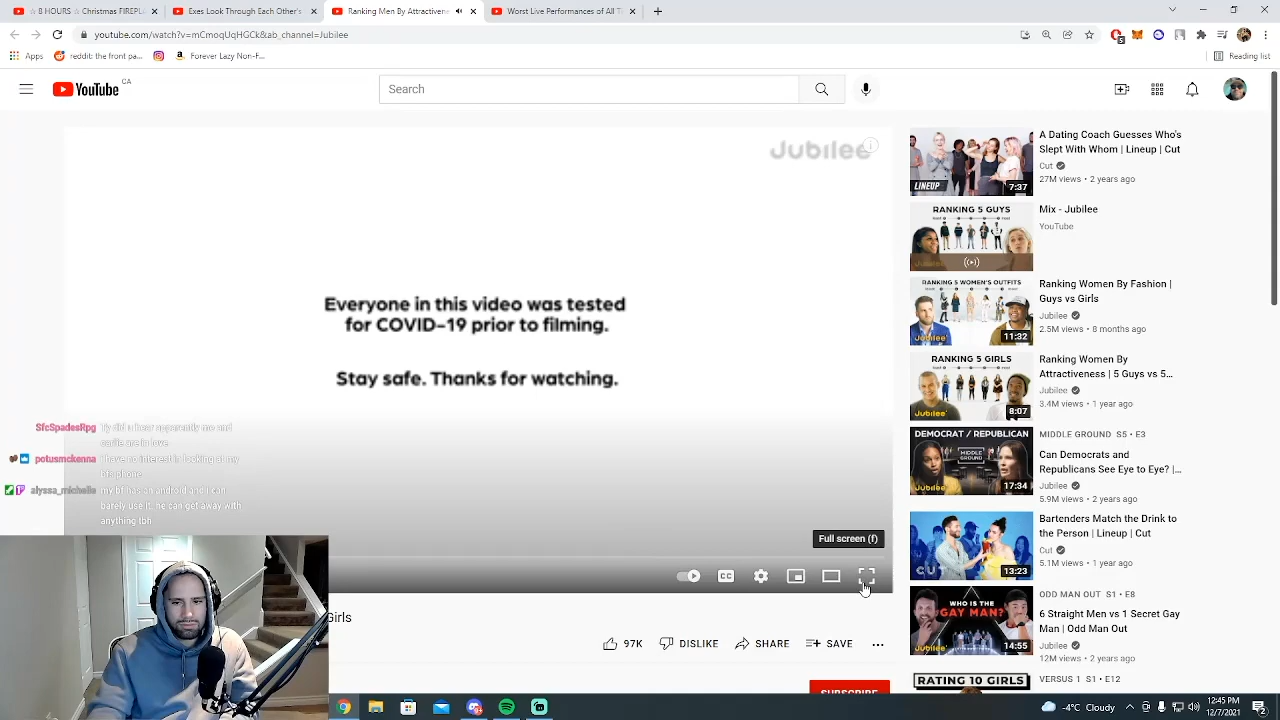 ☆ 8 HOURS ☆ Christmas FIREPL
Exes Look Through Each Other's
Ranking Men By Attractivene
Worst Live Performances of All T
youtube.com/watch?v=mCmoqUqHGCk&ab_channel=Jubilee
Apps
reddit: the front pa...
Forever Lazy Non-F...
Reading list
YouTube
CA
Search
Jubilee
Everyone in this video was tested
for COVID-19 prior to filming.
Stay safe. Thanks for watching.
SfcSpadesRpg
potusmckenna
alyssa_michelle
my bf has an android and i can
barely use it. he can get away with
anything tbh
Full screen (f)
CC
Girls
97K
DISLIKE
SHARE
SAVE
SUBSCRIBE
LINEUP
7:37
A Dating Coach Guesses Who's
Slept With Whom | Lineup | Cut
Cut
27M views • 2 years ago
RANKING 5 GUYS
Mix - Jubilee
YouTube
RANKING 5 WOMEN'S OUTFITS
Jubilee
11:32
Ranking Women By Fashion |
Guys vs Girls
Jubilee
2.5M views • 8 months ago
RANKING 5 GIRLS
Jubilee
8:07
Ranking Women By
Attractiveness | 5 Guys vs 5...
Jubilee
3.4M views • 1 year ago
DEMOCRAT / REPUBLICAN
MIDDLE GROUND
Jubilee
17:34
MIDDLE GROUND S5 • E3
Can Democrats and
Republicans See Eye to Eye? |...
Jubilee
5.9M views • 2 years ago
13:23
Bartenders Match the Drink to
the Person | Lineup | Cut
Cut
5.1M views • 1 year ago
WHO IS THE
GAY MAN?
Jubilee
14:55
ODD MAN OUT S1 • E8
6 Straight Men vs 1 Secret Gay
Man | Odd Man Out
Jubilee
12M views • 2 years ago
RATING 10 GIRLS
VERSUS 1 S1 • E12
-12°C
12:45 PM
12/7/2021